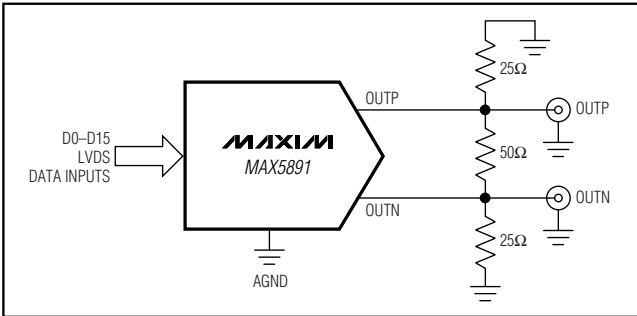 25Ω
OUTP
OUTP
D0–D15
LVDS
DATA INPUTS
MAXIM
MAX5891
50Ω
OUTN
OUTN
25Ω
AGND